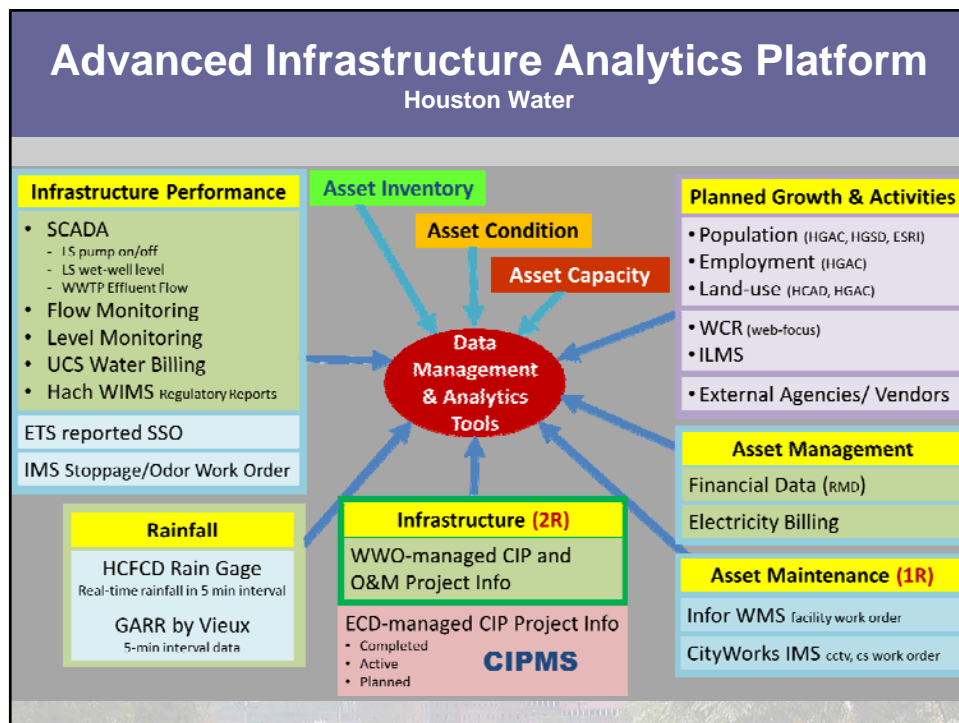 Advanced Infrastructure Analytics Platform
Houston Water
Infrastructure Performance
• SCADA
- LS pump on/off
- LS wet-well level
- WWTP Effluent Flow
• Flow Monitoring
• Level Monitoring
• UCS Water Billing
• Hach WIMS Regulatory Reports
ETS reported SSO
IMS Stoppage/Odor Work Order
Rainfall
HCFCD Rain Gage
Real-time rainfall in 5 min interval
GARR by Vieux
5-min interval data
Asset Inventory
Asset Condition
Asset Capacity
Data
Management
& Analytics
Tools
Infrastructure (2R)
WWO-managed CIP and
O&M Project Info
ECD-managed CIP Project Info
• Completed
• Active
• Planned
CIPMS
Planned Growth & Activities
• Population (HGAC, HGSD, ESRI)
• Employment (HGAC)
• Land-use (HCAD, HGAC)
• WCR (web-focus)
• ILMS
• External Agencies/ Vendors
Asset Management
Financial Data (RMD)
Electricity Billing
Asset Maintenance (1R)
Infor WMS facility work order
CityWorks IMS cctv, cs work order